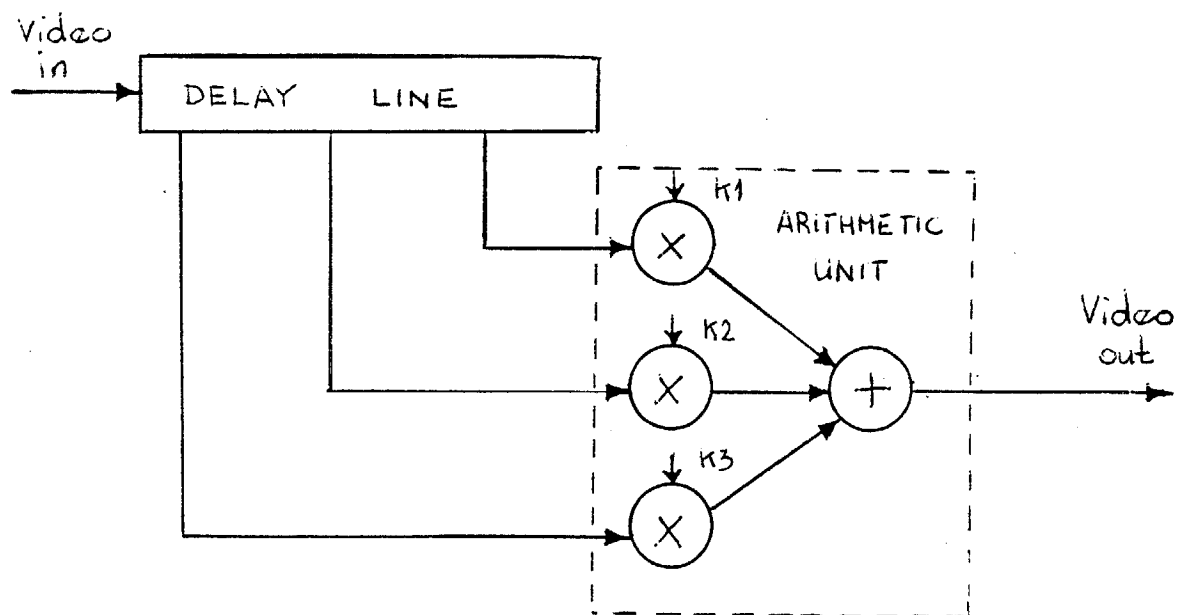 Video
in
DELAY LINE
K1
ARITHMETIC
UNIT
×
K2
×
+
Video
out
K3
×